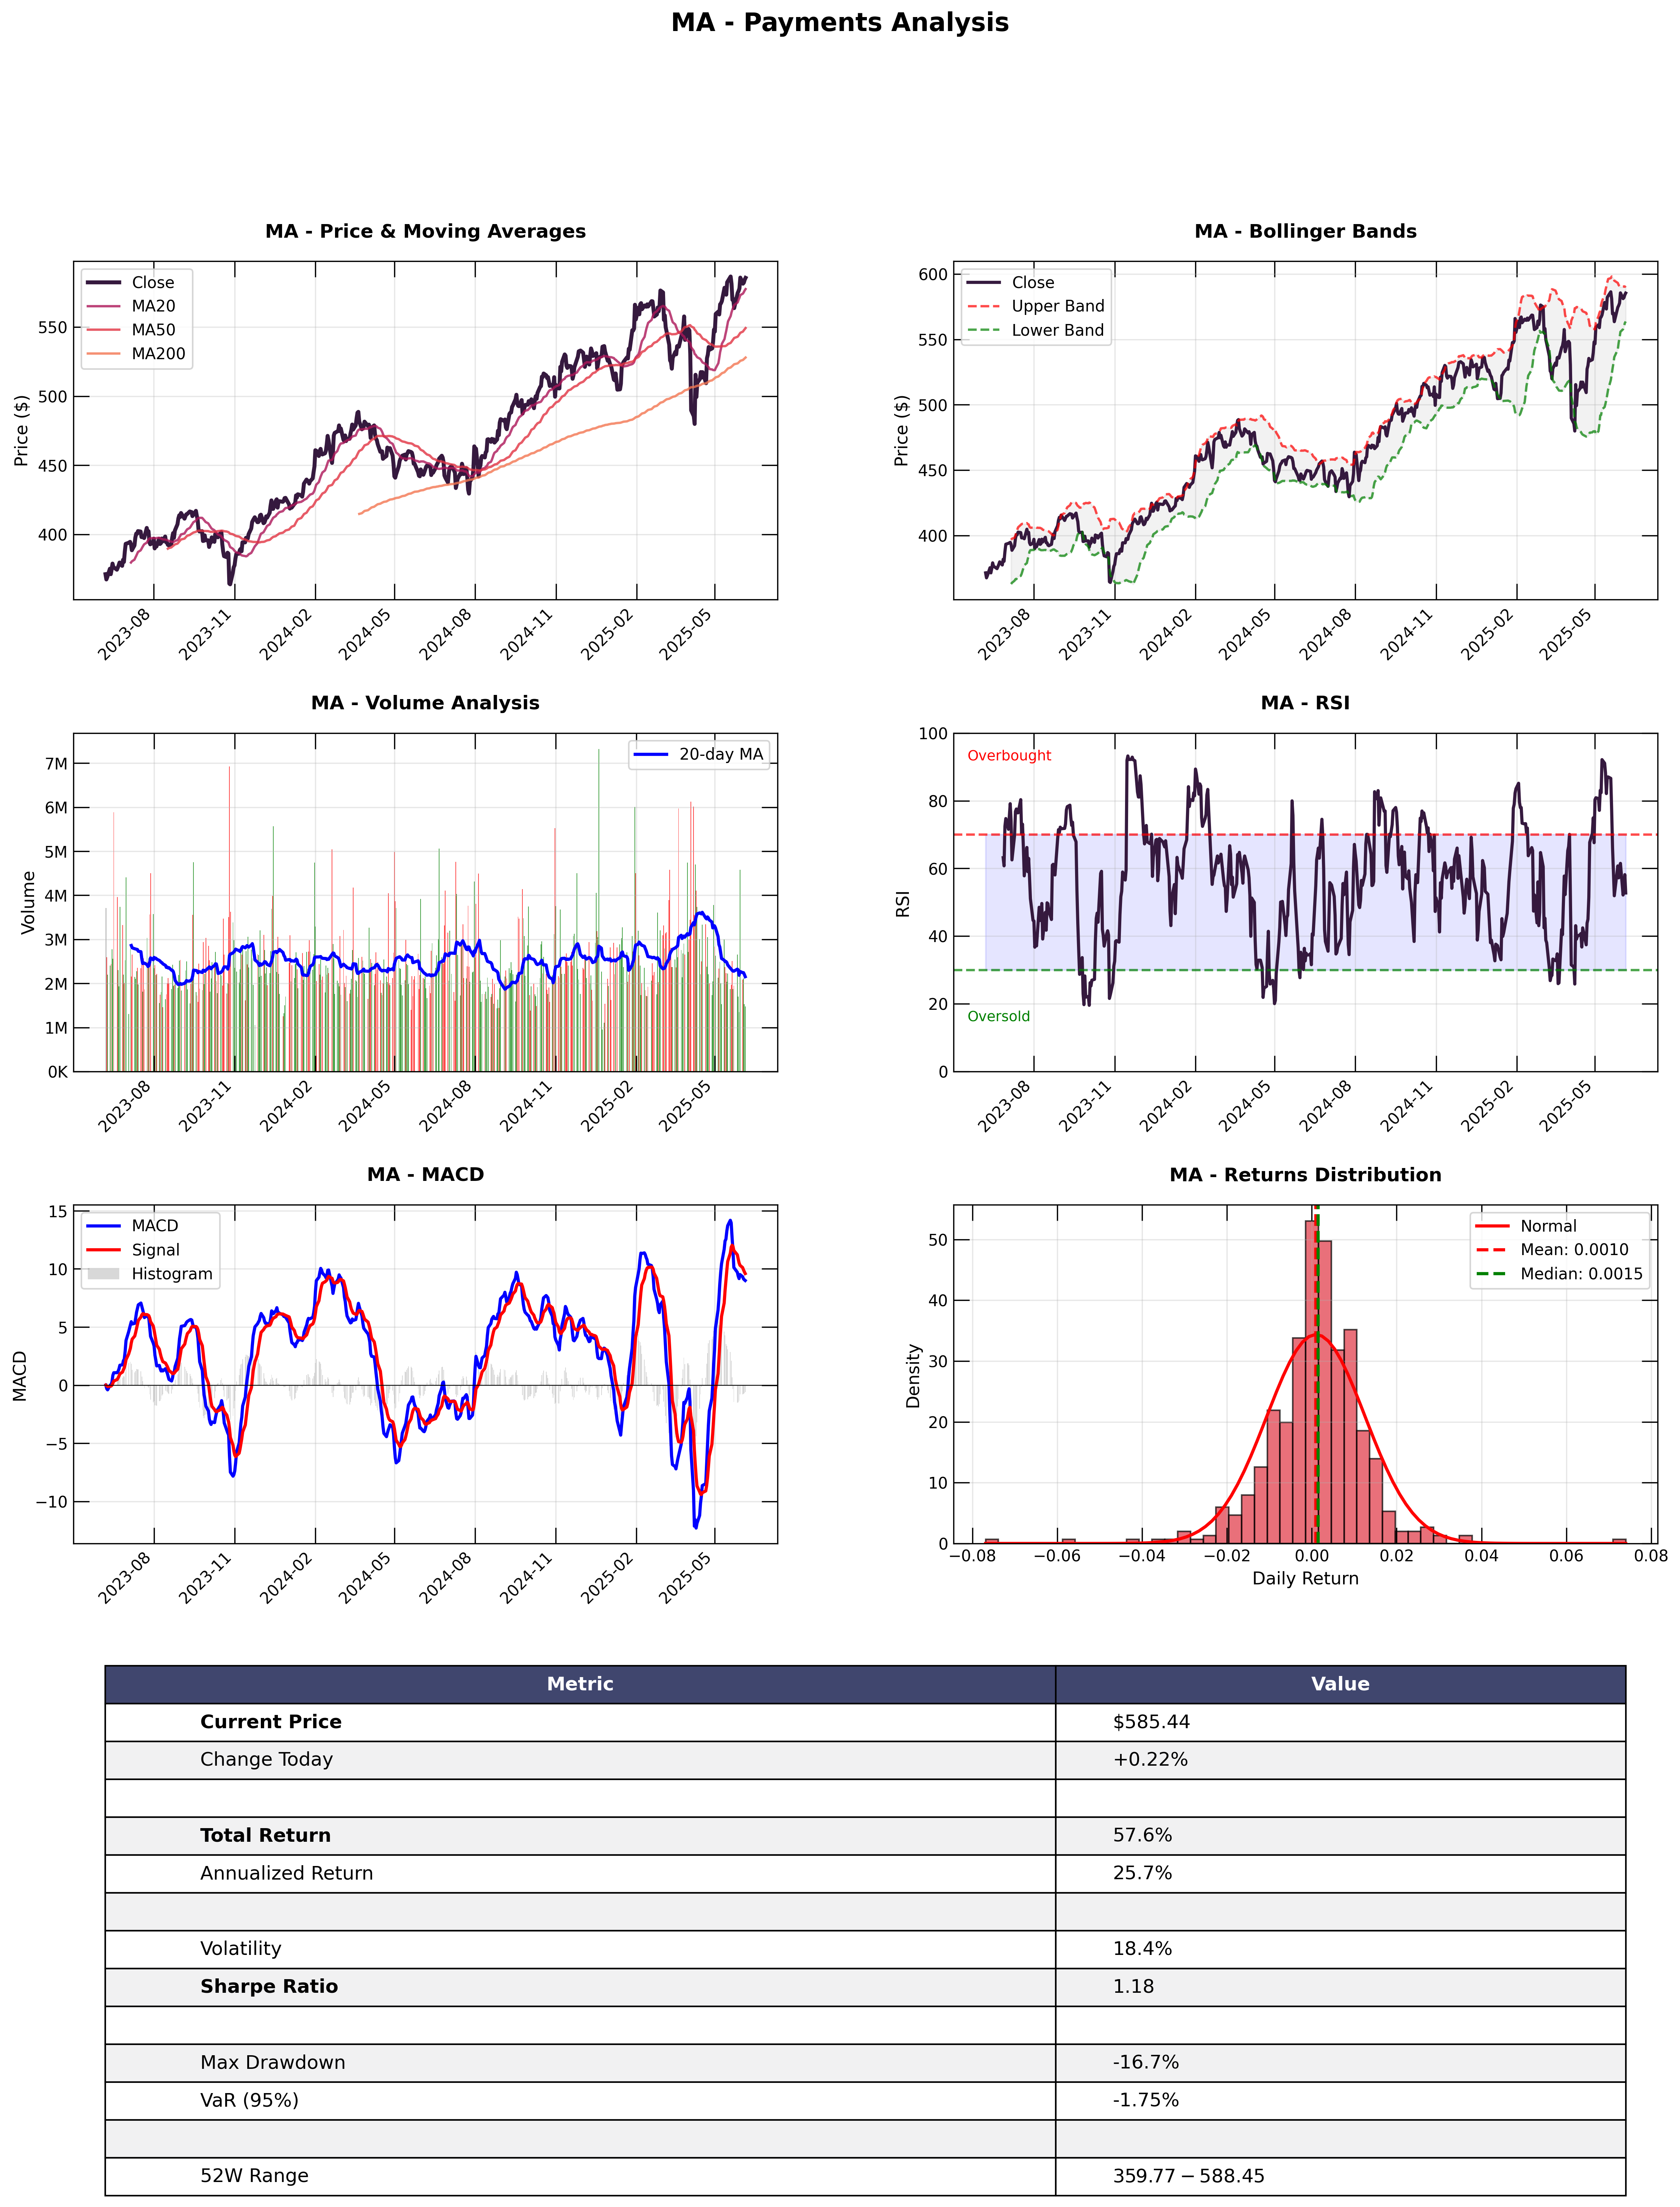 MA - Payments Analysis
MA - Price & Moving Averages
Close
MA20
MA50
MA200
Price ($)
550
500
450
400
2023-08
2023-11
2024-02
2024-05
2024-08
2024-11
2025-02
2025-05
MA - Bollinger Bands
Close
Upper Band
Lower Band
Price ($)
600
550
500
450
400
2023-08
2023-11
2024-02
2024-05
2024-08
2024-11
2025-02
2025-05
MA - Volume Analysis
20-day MA
Volume
7M
6M
5M
4M
3M
2M
1M
0K
2023-08
2023-11
2024-02
2024-05
2024-08
2024-11
2025-02
2025-05
MA - RSI
Overbought
Oversold
RSI
100
80
60
40
20
0
2023-08
2023-11
2024-02
2024-05
2024-08
2024-11
2025-02
2025-05
MA - MACD
MACD
Signal
Histogram
MACD
15
10
5
0
−5
−10
2023-08
2023-11
2024-02
2024-05
2024-08
2024-11
2025-02
2025-05
MA - Returns Distribution
Normal
Mean: 0.0010
Median: 0.0015
Density
50
40
30
20
10
0
−0.08
−0.06
−0.04
−0.02
0.00
0.02
0.04
0.06
0.08
Daily Return
Metric Value
Current Price $585.44
Change Today +0.22%
Total Return 57.6%
Annualized Return 25.7%
Volatility 18.4%
Sharpe Ratio 1.18
Max Drawdown -16.7%
VaR (95%) -1.75%
52W Range 359.77 − 588.45